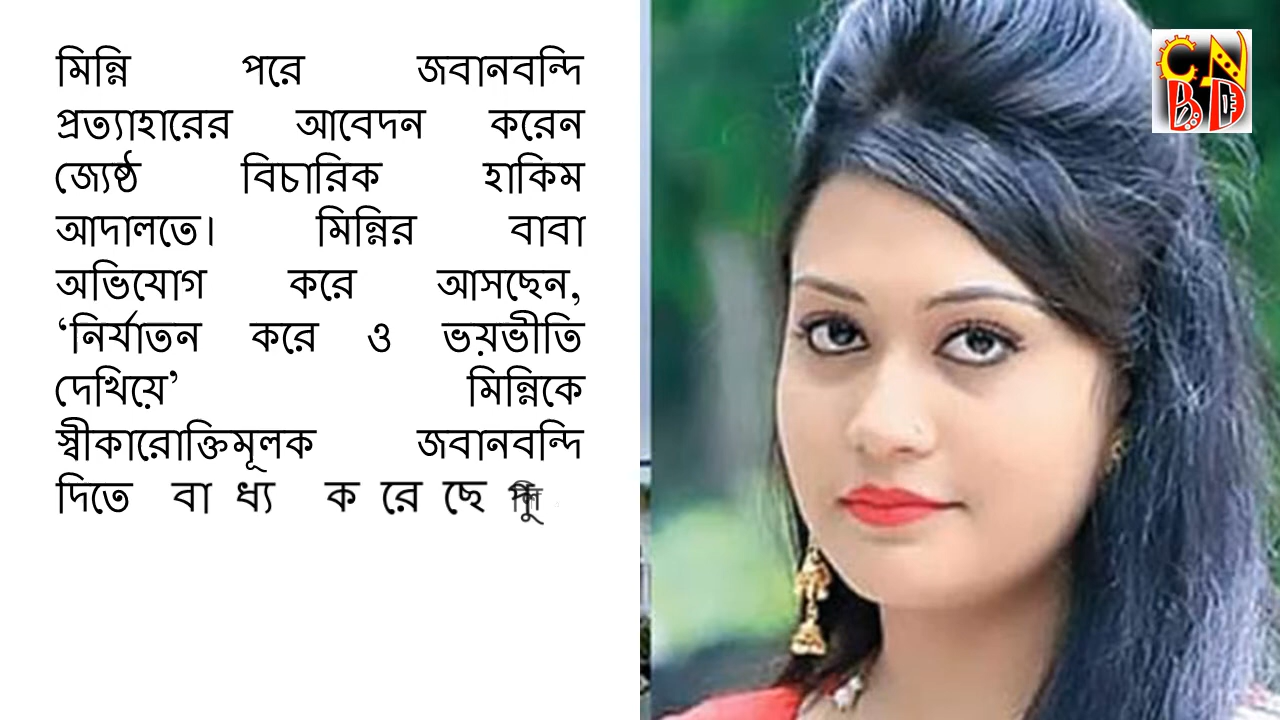 মিন্নি পরে জবানবন্দি
প্রত্যাহারের আবেদন করেন
জ্যেষ্ঠ বিচারিক হাকিম
আদালতে। মিন্নির বাবা
অভিযোগ করে আসছেন,
‘নির্যাতন করে ও ভয়ভীতি
দেখিয়ে’ মিন্নিকে
স্বীকারোক্তিমূলক জবানবন্দি
দিতে বাধ্য করেছে
CNBD